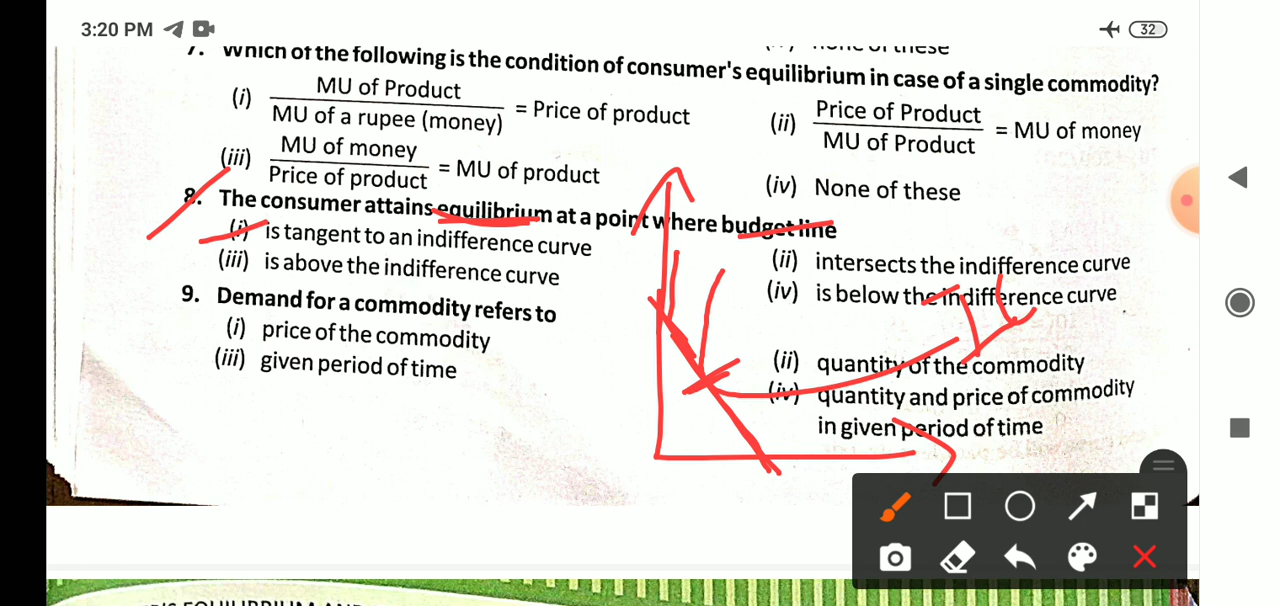 3:20 PM
32
none of these
7. Which of the following is the condition of consumer's equilibrium in case of a single commodity?
(i) MU of Product / MU of a rupee (money) = Price of product
(ii) Price of Product / MU of Product = MU of money
(iii) MU of money / Price of product = MU of product
(iv) None of these
8. The consumer attains equilibrium at a point where budget line
(i) is tangent to an indifference curve
(ii) intersects the indifference curve
(iii) is above the indifference curve
(iv) is below the indifference curve
9. Demand for a commodity refers to
(i) price of the commodity
(ii) quantity of the commodity
(iii) given period of time
(iv) quantity and price of commodity
in given period of time
IC